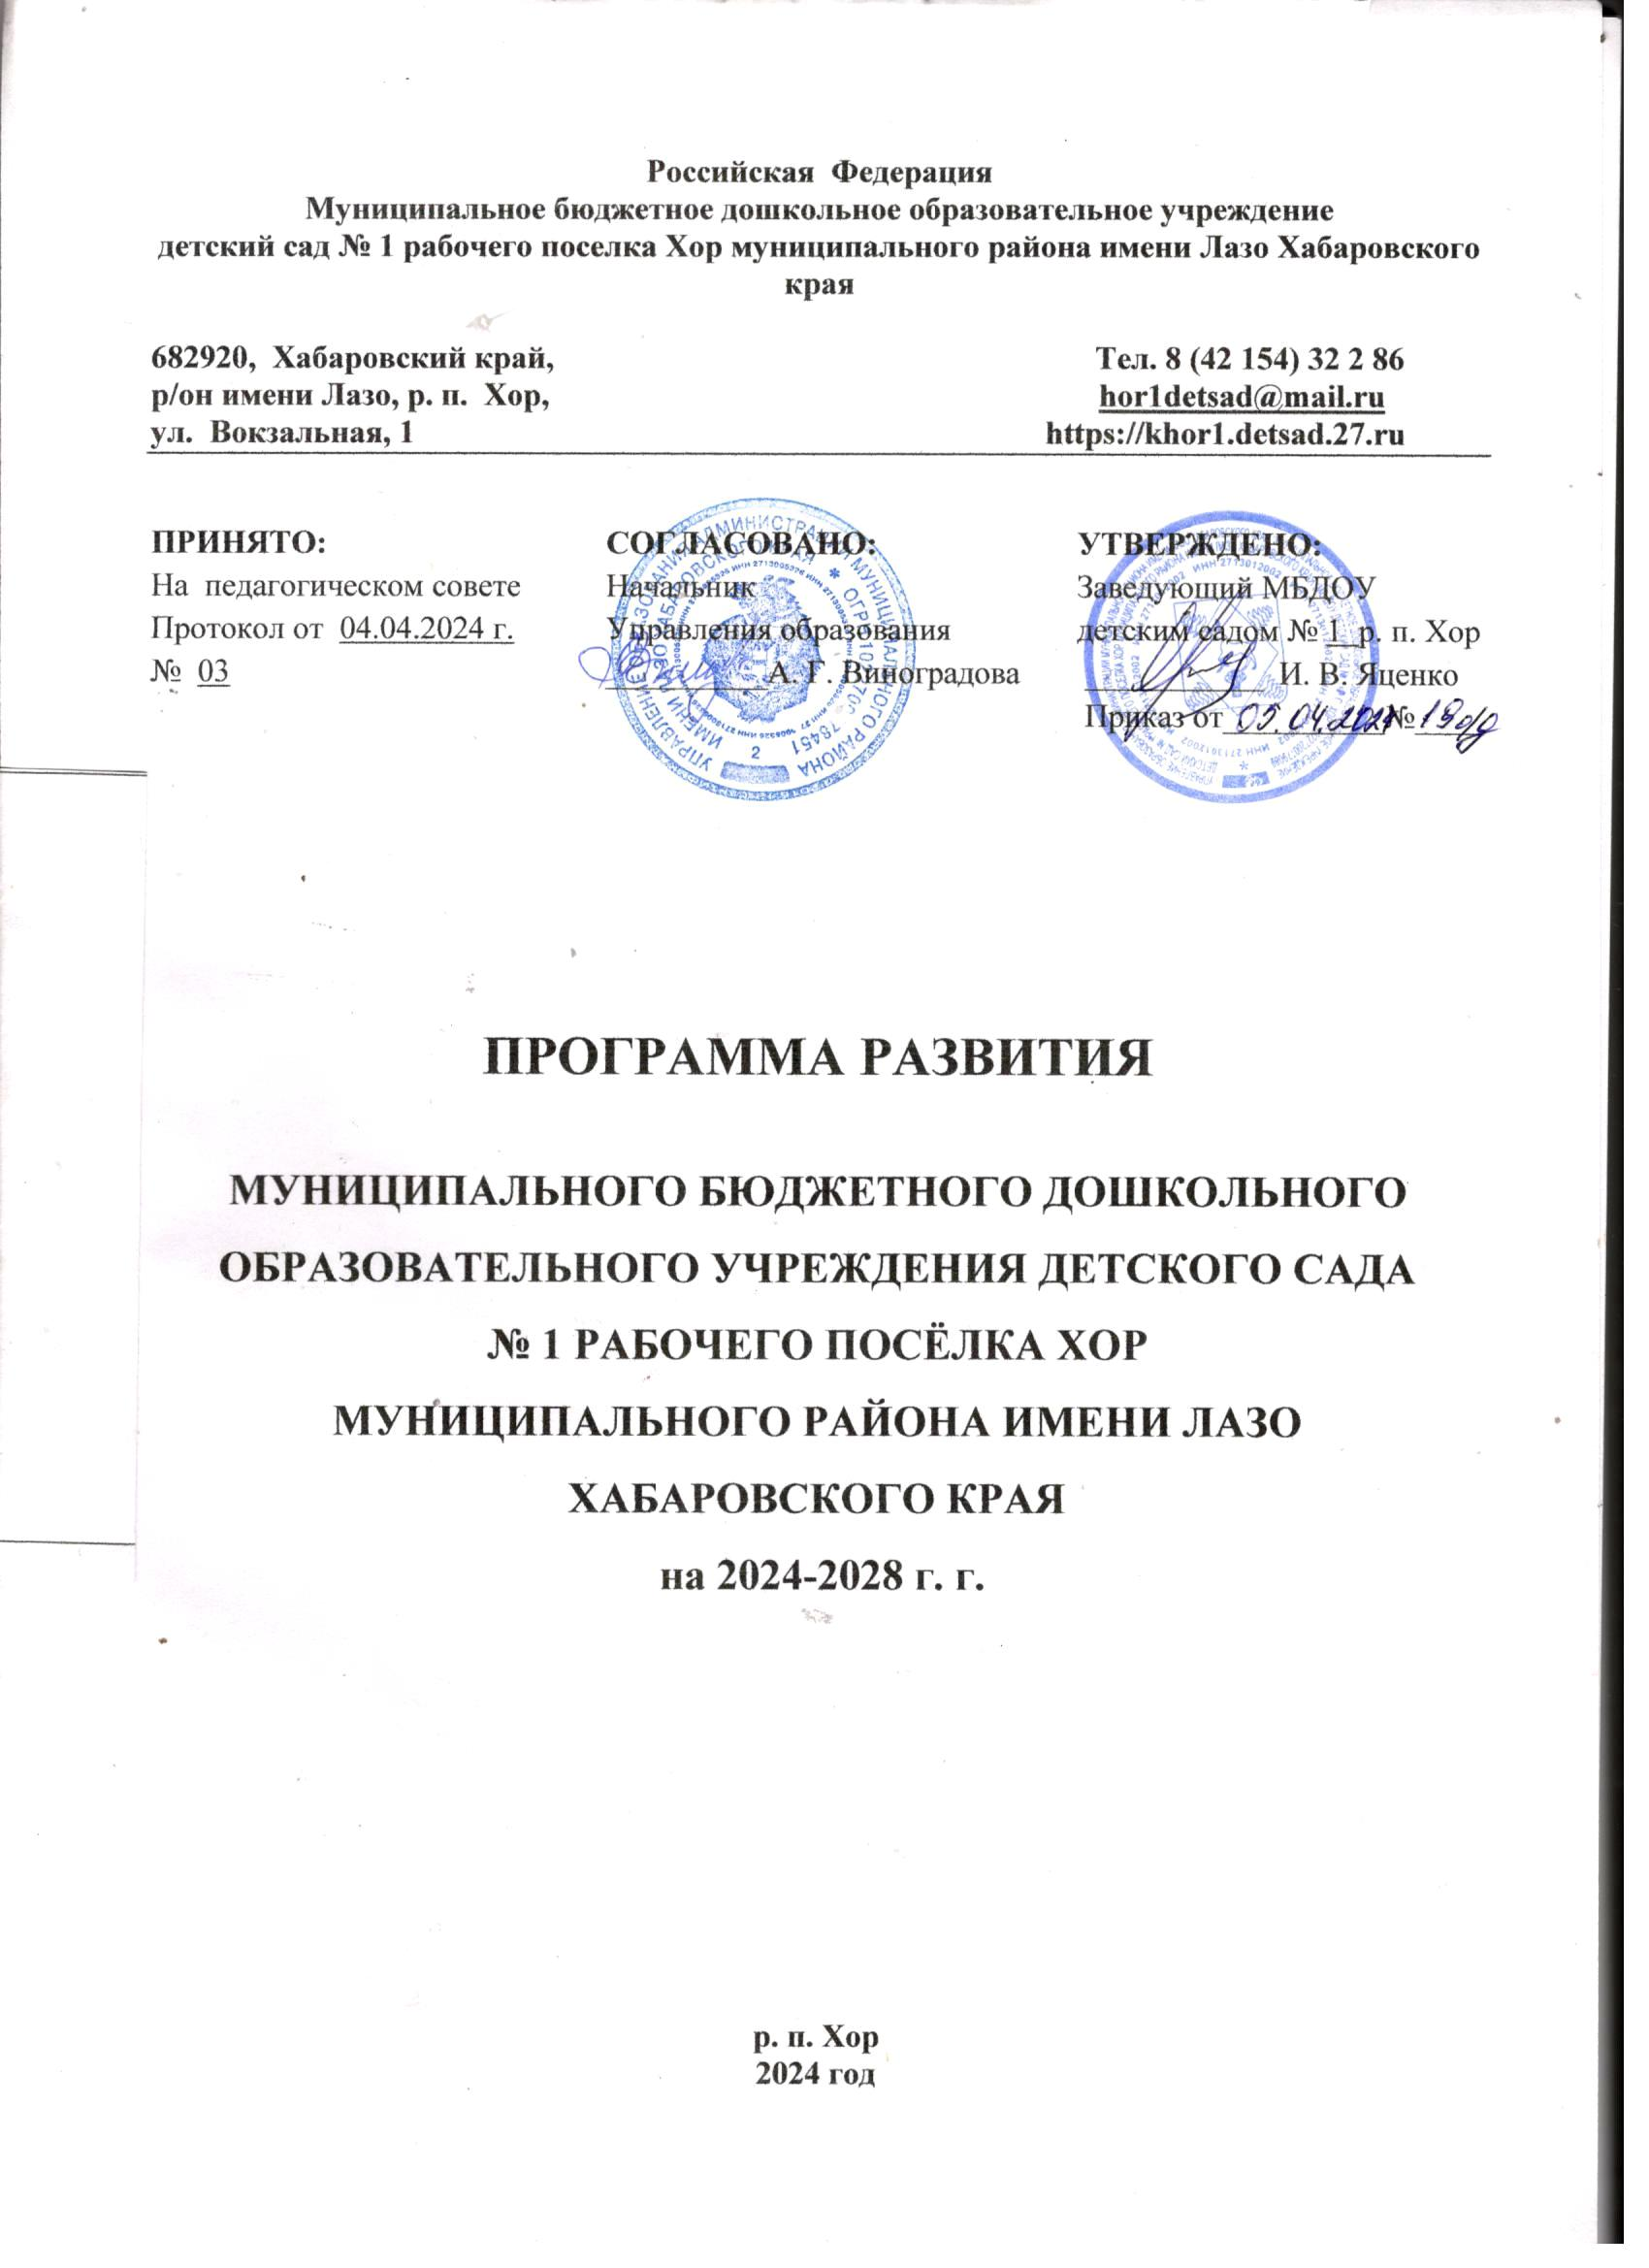 Российская Федерация
Муниципальное бюджетное дошкольное образовательное учреждение
детский сад № 1 рабочего поселка Хор муниципального района имени Лазо Хабаровского
края
682920, Хабаровский край,
р/он имени Лазо, р. п. Хор,
ул. Вокзальная, 1
Тел. 8 (42 154) 32 2 86
hor1detsad@mail.ru
https://khor1.detsad.27.ru
ПРИНЯТО:
На педагогическом совете
Протокол от 04.04.2024 г.
№ 03
СОГЛАСОВАНО:
Начальник
Управления образования
А. Г. Виноградова
УТВЕРЖДЕНО:
Заведующий МБДОУ
детским садом № 1 р. п. Хор
И. В. Яценко
Приказ от 05.04.2024 № 19 о/д
ПРОГРАММА РАЗВИТИЯ
МУНИЦИПАЛЬНОГО БЮДЖЕТНОГО ДОШКОЛЬНОГО
ОБРАЗОВАТЕЛЬНОГО УЧРЕЖДЕНИЯ ДЕТСКОГО САДА
№ 1 РАБОЧЕГО ПОСЁЛКА ХОР
МУНИЦИПАЛЬНОГО РАЙОНА ИМЕНИ ЛАЗО
ХАБАРОВСКОГО КРАЯ
на 2024-2028 г. г.
р. п. Хор
2024 год